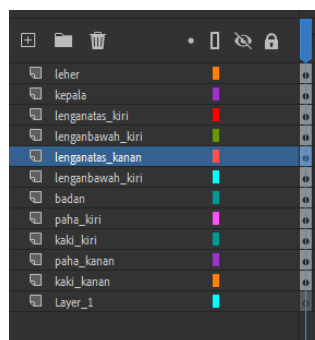 leher
kepala
lenganatas_kiri
lenganbawah_kiri
lenganatas_kanan
lenganbawah_kiri
badan
paha_kiri
kaki_kiri
paha_kanan
kaki_kanan
Layer_1